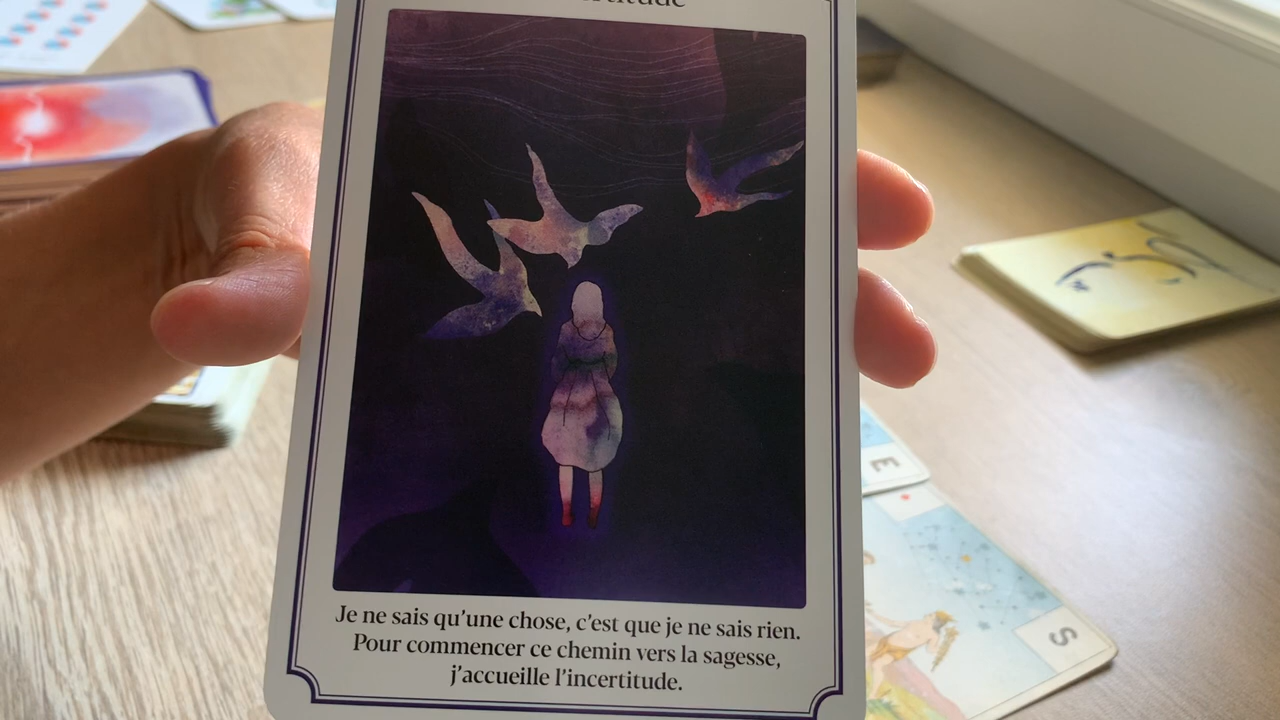 Je ne sais qu'une chose, c'est que je ne sais rien.
Pour commencer ce chemin vers la sagesse,
j'accueille l'incertitude.
E
S